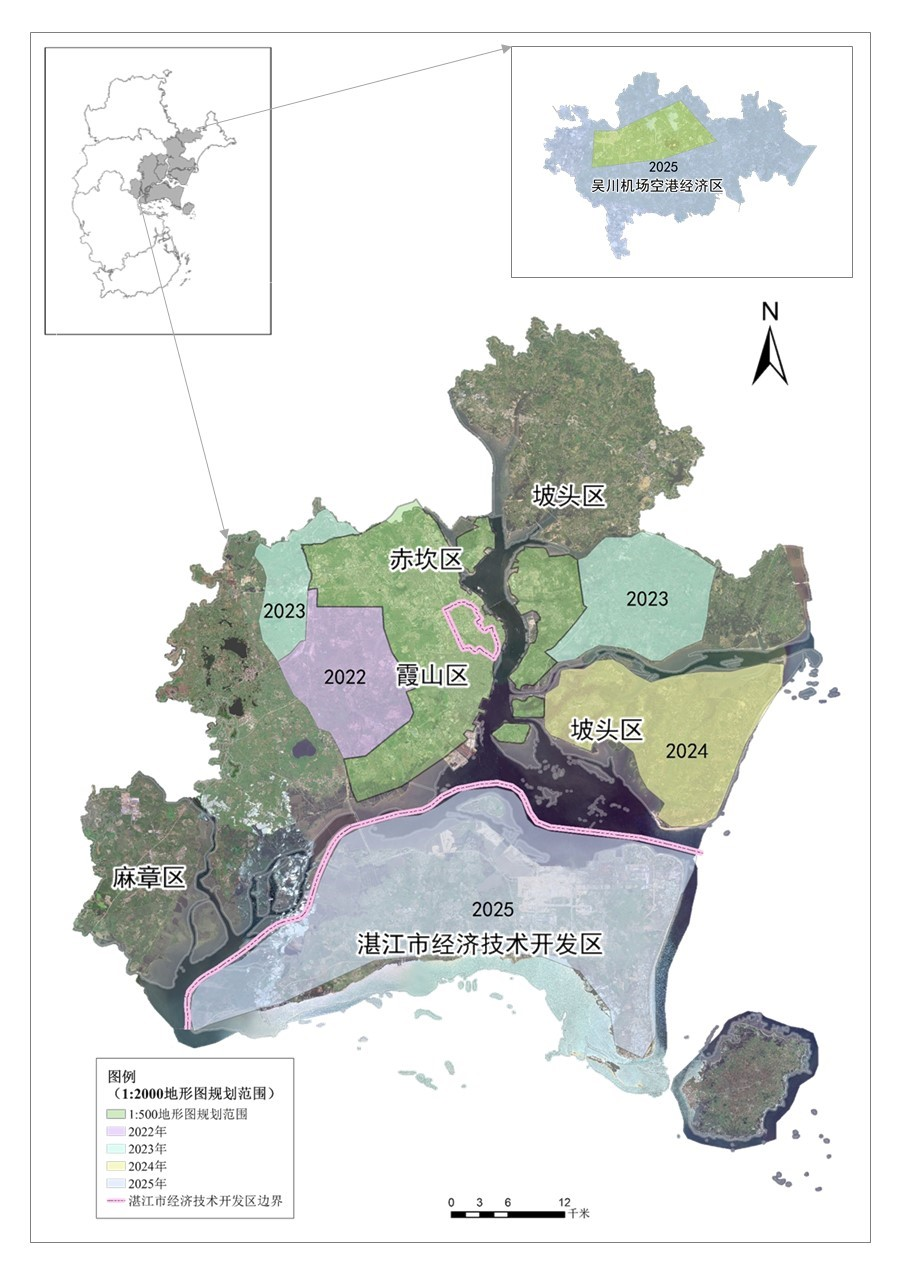 2025
吴川机场空港经济区
N
坡头区
赤坎区
2023
2023
2022
霞山区
坡头区
2024
麻章区
2025
湛江市经济技术开发区
图例
（1:2000地形图规划范围）
1:500地形图规划范围
2022年
2023年
2024年
2025年
湛江市经济技术开发区边界
0 3 6 12
千米